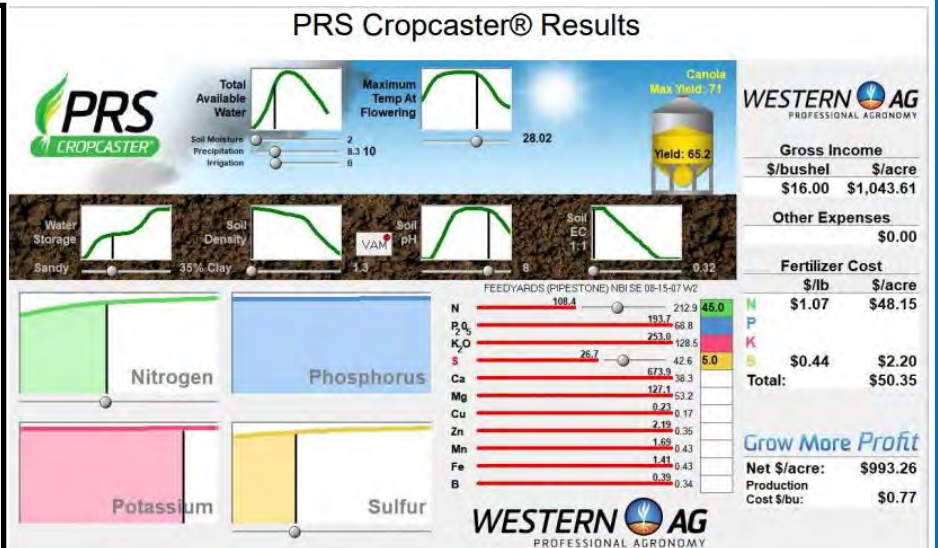 PRS Cropcaster® Results
PRS
CROPCASTER®
Total
Available
Water
Soil Moisture 2
Precipitation 8.3 10
Irrigation 6
Maximum
Temp At
Flowering
28.02
Canola
Max Yield: 71
Yield: 65.2
Water
Storage
Sandy 35% Clay
Soil
Density
1.3
VAM
Soil
pH
8
Soil
EC
1:1
0.32
Nitrogen
Phosphorus
Potassium
Sulfur
FEEDYARDS (PIPESTONE) NBI SE 08-15-07 W2
N 108.4 212.9 45.0
P2O5 193.7 68.8
K2O 253.0 128.5
S 26.7 42.6 5.0
Ca 673.9 38.3
Mg 127.1 53.2
Cu 0.23 0.17
Zn 2.19 0.35
Mn 1.69 0.43
Fe 1.41 0.43
B 0.39 0.34
WESTERN AG
PROFESSIONAL AGRONOMY
WESTERN AG
PROFESSIONAL AGRONOMY
Gross Income
$/bushel $/acre
$16.00 $1,043.61
Other Expenses
$0.00
Fertilizer Cost
$/lb $/acre
N $1.07 $48.15
P
K
S $0.44 $2.20
Total: $50.35
Grow More Profit
Net $/acre: $993.26
Production
Cost $/bu: $0.77